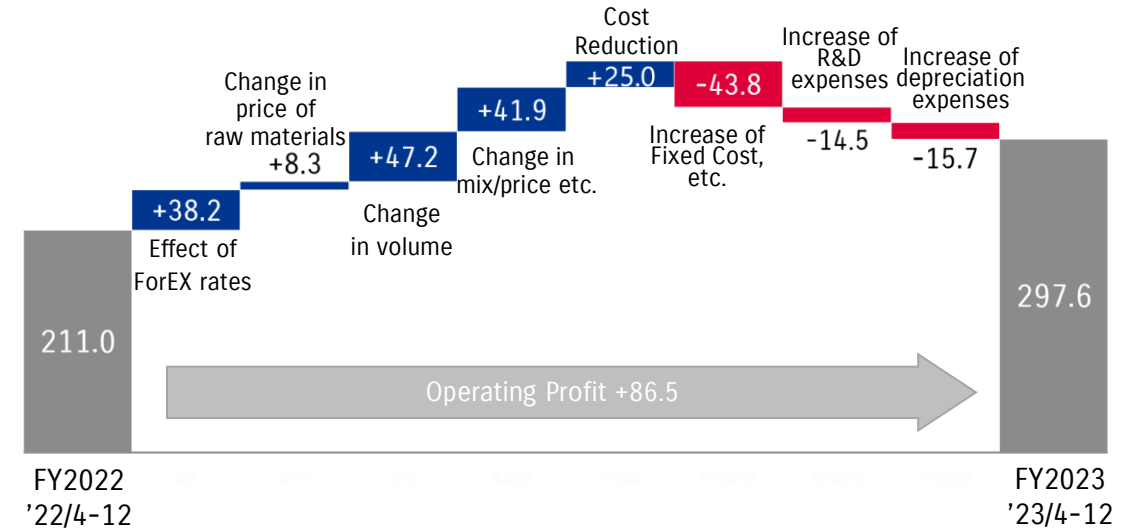 Cost
Reduction
+25.0
Increase of
R&D
expenses
-14.5
Increase of
depreciation
expenses
-15.7
Change in
price of
raw materials
+8.3
+41.9
Change in
mix/price etc.
-43.8
Increase of
Fixed Cost,
etc.
+47.2
Change
in volume
+38.2
Effect of
ForEX rates
211.0
297.6
Operating Profit +86.5
FY2022
’22/4-12
FY2023
’23/4-12